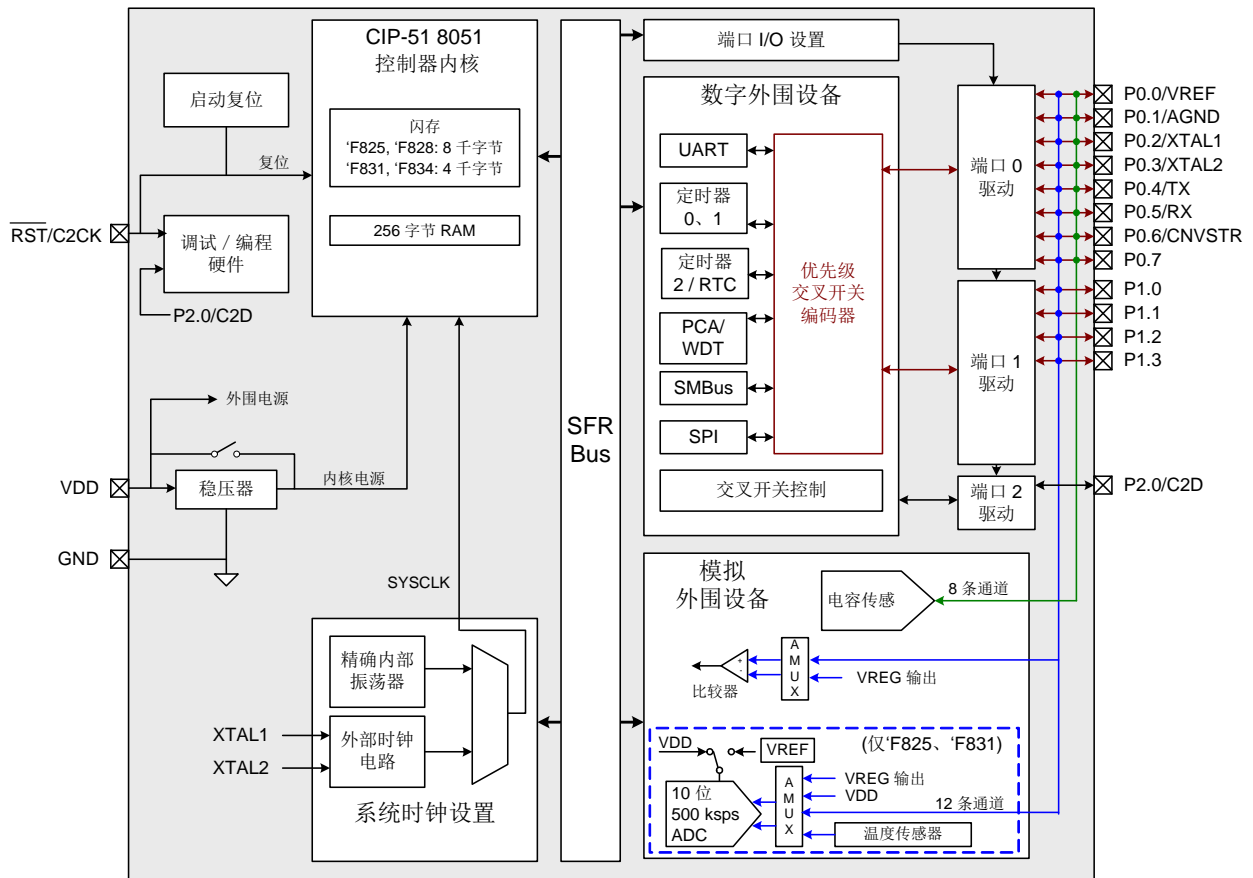 CIP-51 8051
控制器内核
闪存
‘F825, ‘F828: 8 千字节
‘F831, ‘F834: 4 千字节
256 字节 RAM
启动复位
复位
RST/C2CK
调试 / 编程
硬件
P2.0/C2D
外围电源
VDD
稳压器
内核电源
GND
SYSCLK
精确内部
振荡器
XTAL1
XTAL2
外部时钟
电路
系统时钟设置
SFR
Bus
端口 I/O 设置
数字外围设备
UART
定时器
0、1
定时器
2 / RTC
PCA/
WDT
SMBus
SPI
优先级
交叉开关
编码器
交叉开关控制
端口 0
驱动
端口 1
驱动
端口 2
驱动
P0.0/VREF
P0.1/AGND
P0.2/XTAL1
P0.3/XTAL2
P0.4/TX
P0.5/RX
P0.6/CNVSTR
P0.7
P1.0
P1.1
P1.2
P1.3
P2.0/C2D
模拟
外围设备
电容传感
8 条通道
+
-
比较器
A
M
U
X
VREG 输出
(仅‘F825、‘F831)
VDD
VREF
10 位
500 ksps
ADC
A
M
U
X
VREG 输出
VDD
12 条通道
温度传感器